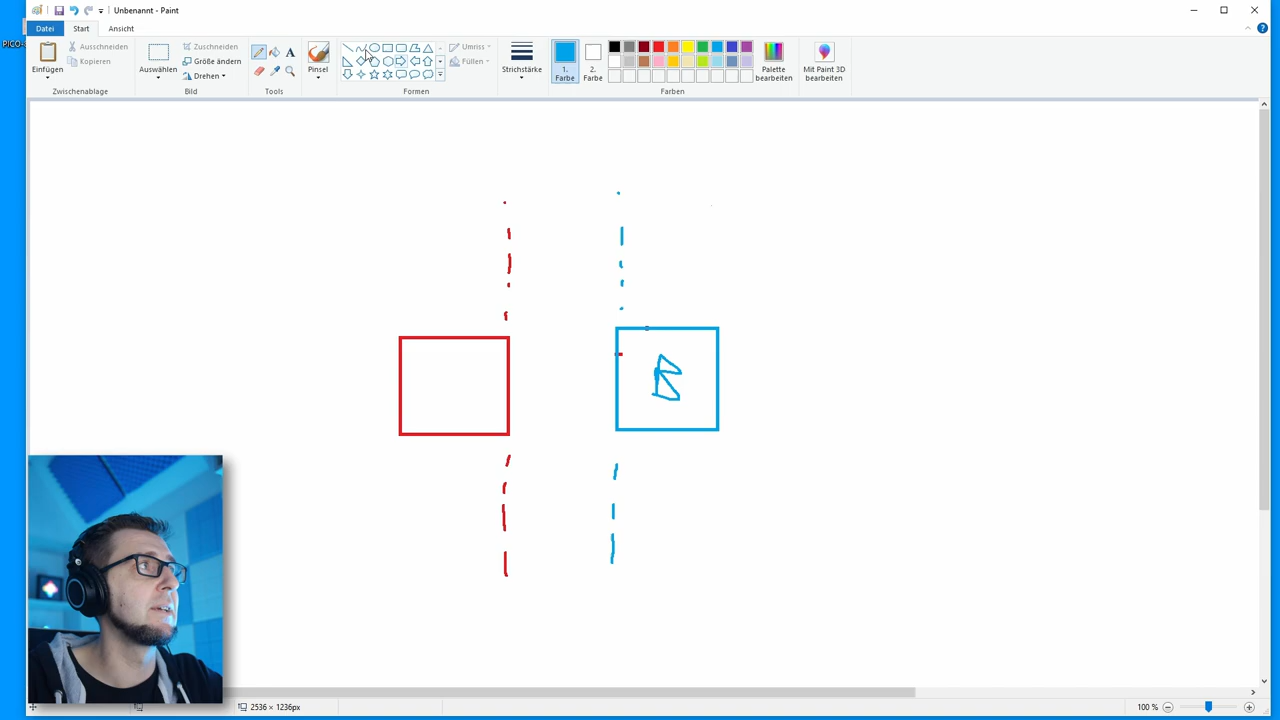 Unbenannt - Paint
PICO-
Datei
Start
Ansicht
Einfügen
Ausschneiden
Kopieren
Zwischenablage
Auswählen
Zuschneiden
Größe ändern
Drehen
Bild
A
Tools
Pinsel
Umriss
Füllen
Formen
Strichstärke
1.
Farbe
2.
Farbe
Farben
Palette
bearbeiten
Mit Paint 3D
bearbeiten
B
2536 × 1236px
100 %